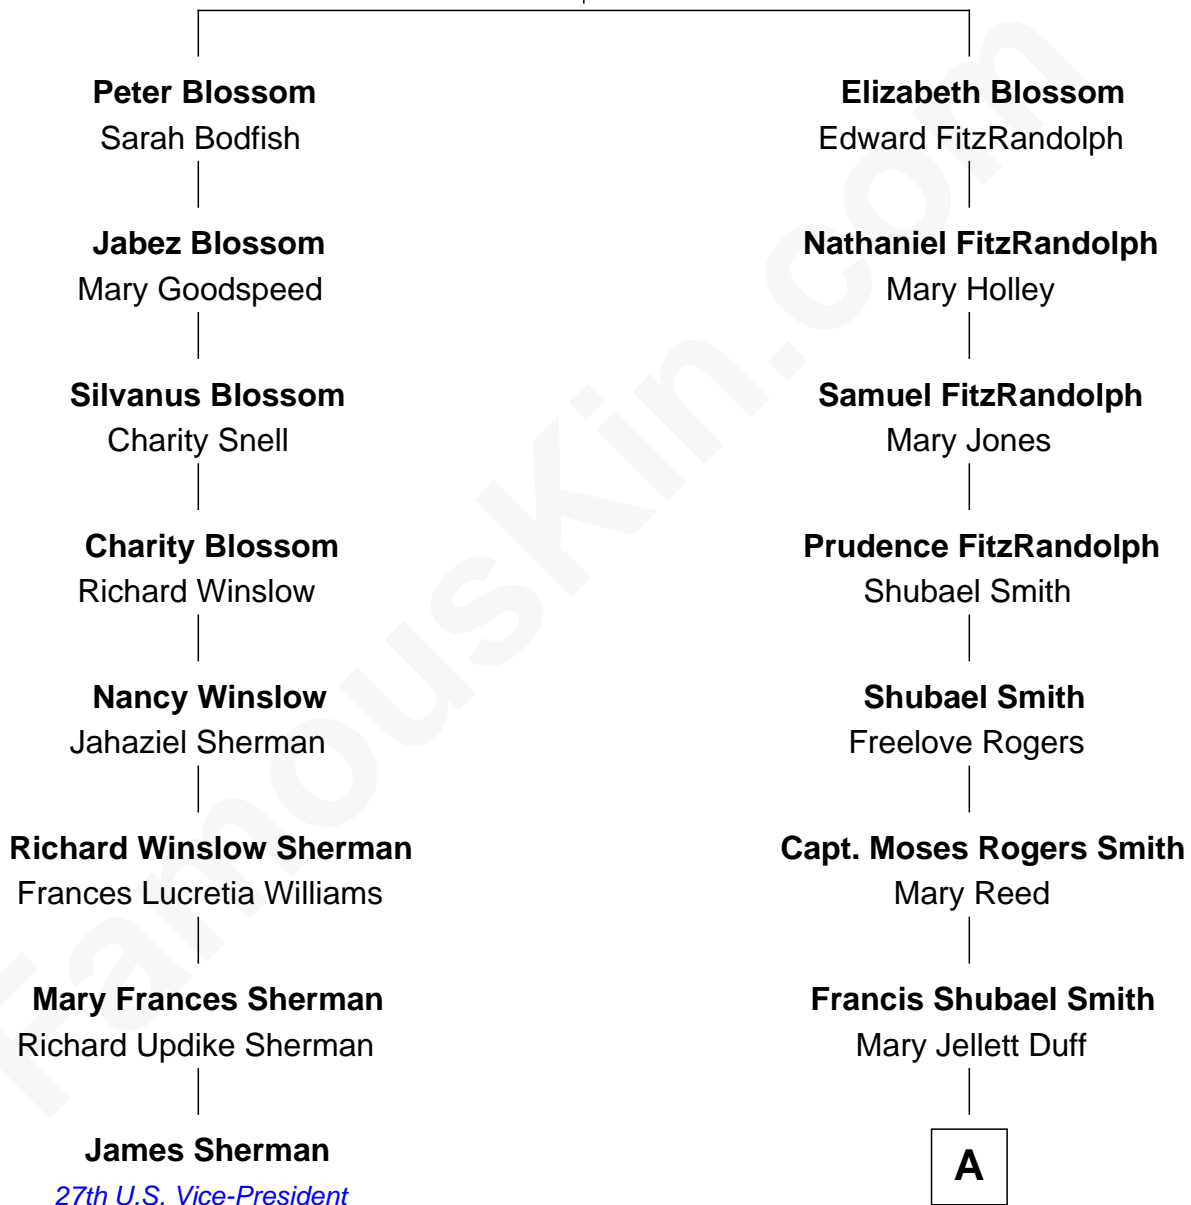 Peter Blossom
Sarah Bodfish
Jabez Blossom
Mary Goodspeed
Silvanus Blossom
Charity Snell
Charity Blossom
Richard Winslow
Nancy Winslow
Jahaziel Sherman
Richard Winslow Sherman
Frances Lucretia Williams
Mary Frances Sherman
Richard Updike Sherman
James Sherman
27th U.S. Vice-President
Elizabeth Blossom
Edward FitzRandolph
Nathaniel FitzRandolph
Mary Holley
Samuel FitzRandolph
Mary Jones
Prudence FitzRandolph
Shubael Smith
Shubael Smith
Freelove Rogers
Capt. Moses Rogers Smith
Mary Reed
Francis Shubael Smith
Mary Jellett Duff
A
FamousKin.com